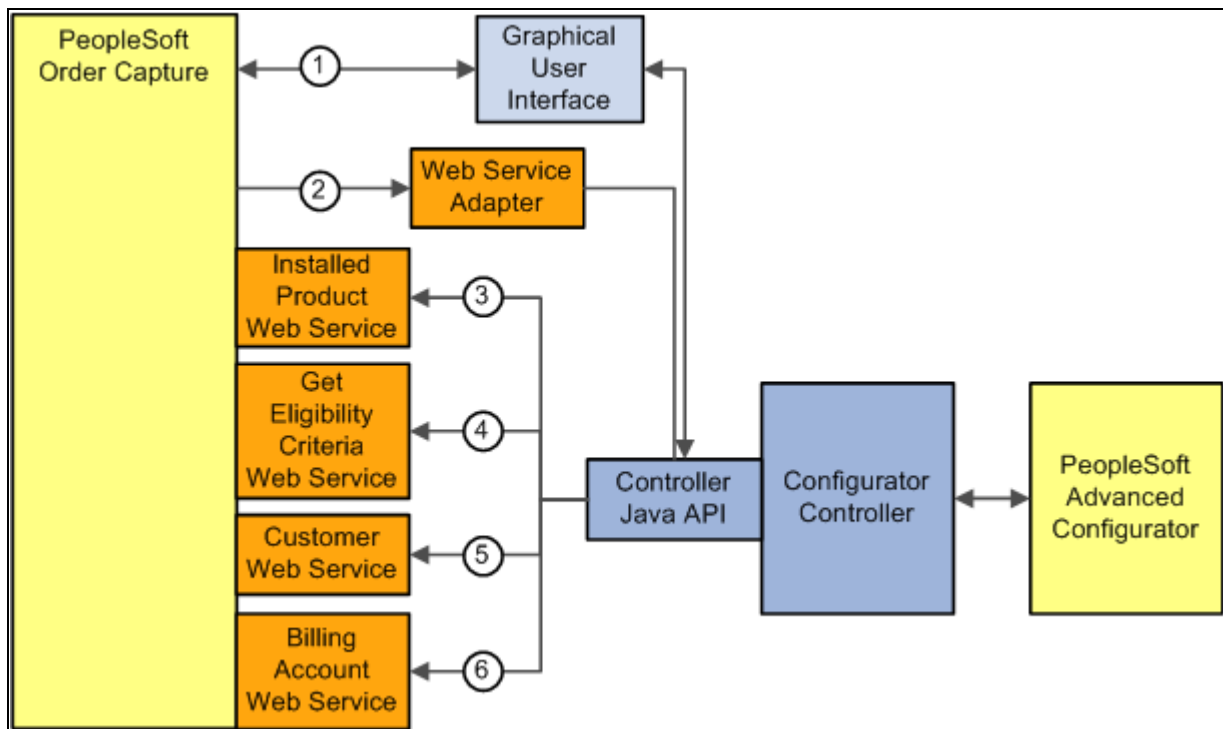 PeopleSoft
Order Capture
1
Graphical
User
Interface
2
Web Service
Adapter
Installed
Product
Web Service
3
Get
Eligibility
Criteria
Web Service
4
Customer
Web Service
5
Billing
Account
Web Service
6
Controller
Java API
Configurator
Controller
PeopleSoft
Advanced
Configurator